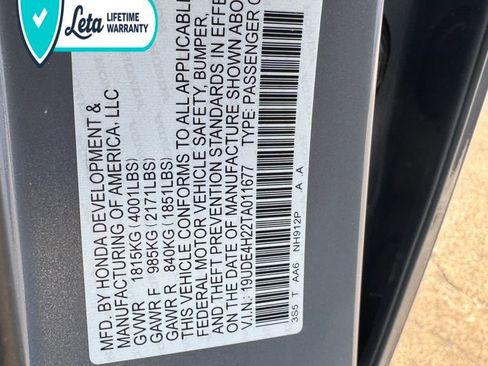 Leta LIFETIME WARRANTY
MFD. BY HONDA DEVELOPMENT &
MANUFACTURING OF AMERICA, LLC
GVWR 1815KG (4001LBS)
GAWR F 985KG (2171LBS)
GAWR R 840KG (1851LBS)
THIS VEHICLE CONFORMS TO ALL APPLICABLE
FEDERAL MOTOR VEHICLE SAFETY, BUMPER,
AND THEFT PREVENTION STANDARDS IN EFFE
ON THE DATE OF MANUFACTURE SHOWN ABO
V.I.N.: 19UDE4H22TA011677 TYPE: PASSENGER
3S5 T AA6 NH912P A A